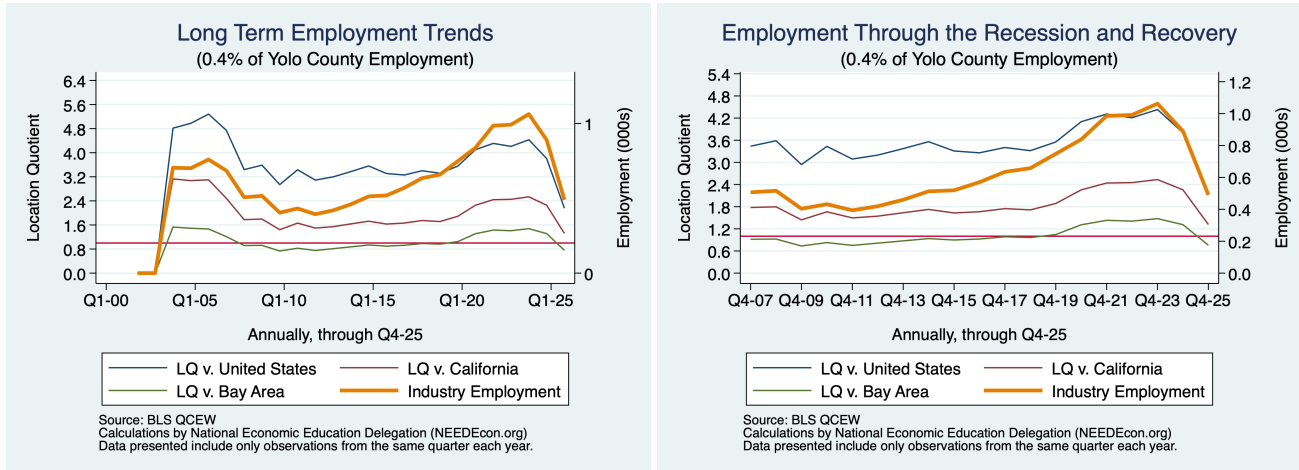 Long Term Employment Trends
(0.4% of Yolo County Employment)
Location Quotient
6.4
5.6
4.8
4.0
3.2
2.4
1.6
0.8
0.0
1
0
Employment (000s)
Q1-00 Q1-05 Q1-10 Q1-15 Q1-20 Q1-25
Annually, through Q4-25
LQ v. United States LQ v. California
LQ v. Bay Area Industry Employment
Source: BLS QCEW
Calculations by National Economic Education Delegation (NEEDEcon.org)
Data presented include only observations from the same quarter each year.
Employment Through the Recession and Recovery
(0.4% of Yolo County Employment)
Location Quotient
5.4
4.8
4.2
3.6
3.0
2.4
1.8
1.2
0.6
0.0
1.2
1.0
0.8
0.6
0.4
0.2
0.0
Employment (000s)
Q4-07 Q4-09 Q4-11 Q4-13 Q4-15 Q4-17 Q4-19 Q4-21 Q4-23 Q4-25
Annually, through Q4-25
LQ v. United States LQ v. California
LQ v. Bay Area Industry Employment
Source: BLS QCEW
Calculations by National Economic Education Delegation (NEEDEcon.org)
Data presented include only observations from the same quarter each year.